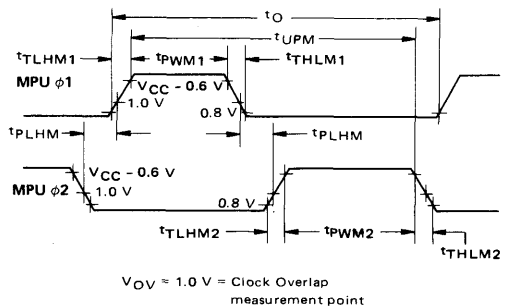 tO
tUPM
tTLHM1 tPWM1 tTHLM1
MPU φ1
VCC - 0.6 V
1.0 V
0.8 V
tPLHM tPLHM
VCC - 0.6 V
MPU φ2
1.0 V
0.8 V
tTLHM2 tPWM2
tTHLM2
VOV = 1.0 V = Clock Overlap
measurement point